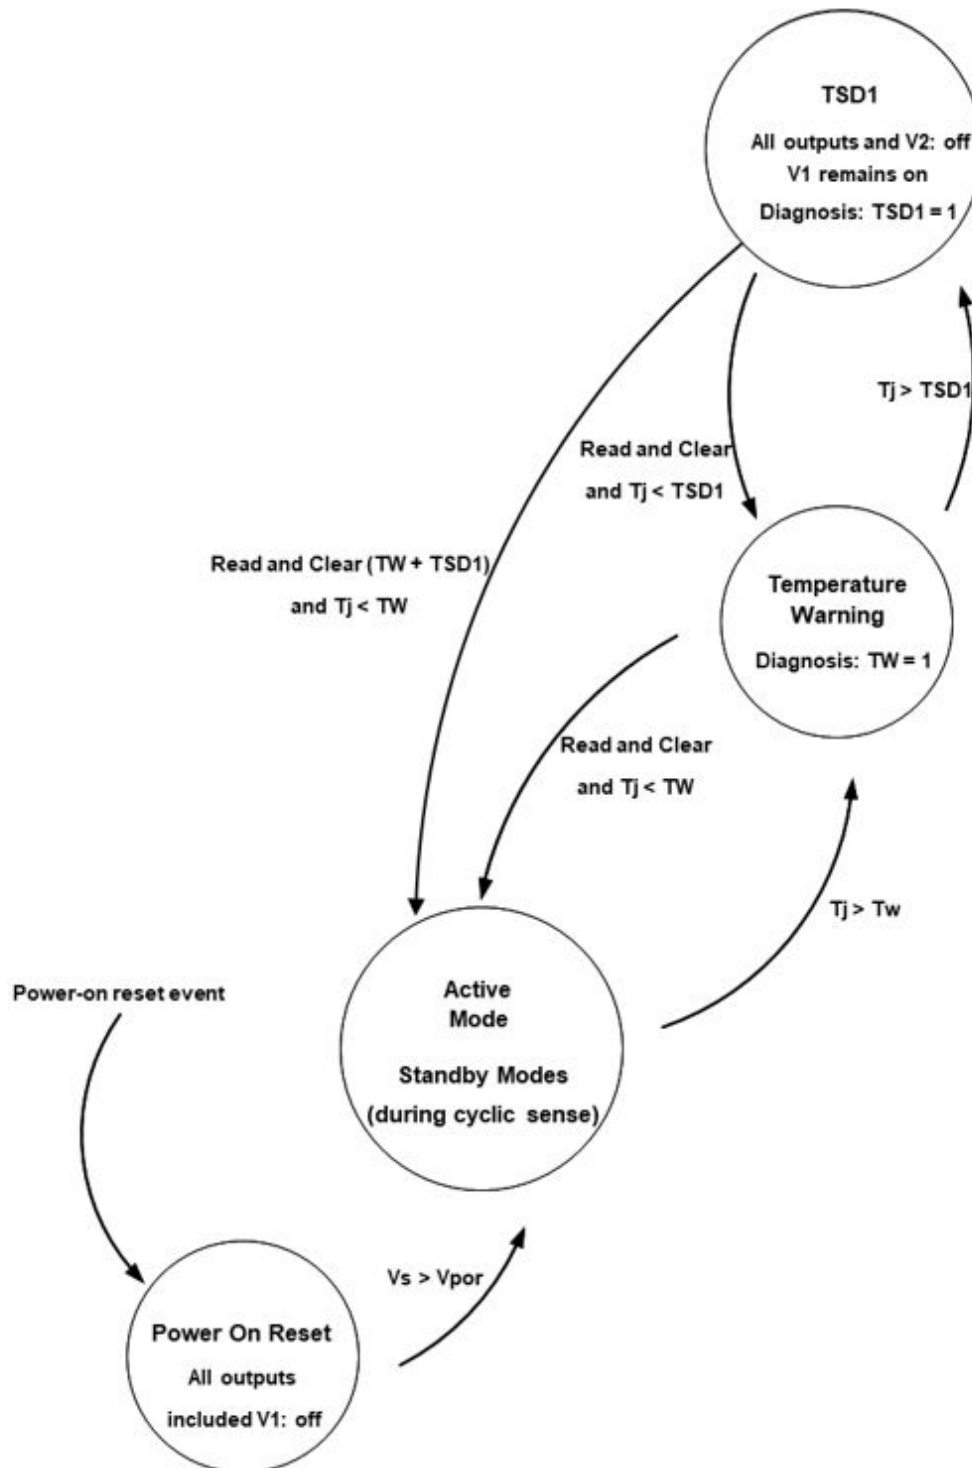 TSD1
All outputs and V2: off
V1 remains on
Diagnosis: TSD1 = 1
Tj > TSD1
Read and Clear
and Tj < TSD1
Read and Clear (TW + TSD1)
and Tj < TW
Temperature
Warning
Diagnosis: TW = 1
Read and Clear
and Tj < TW
Tj > Tw
Active
Mode
Standby Modes
(during cyclic sense)
Power-on reset event
Vs > Vpor
Power On Reset
All outputs
included V1: off